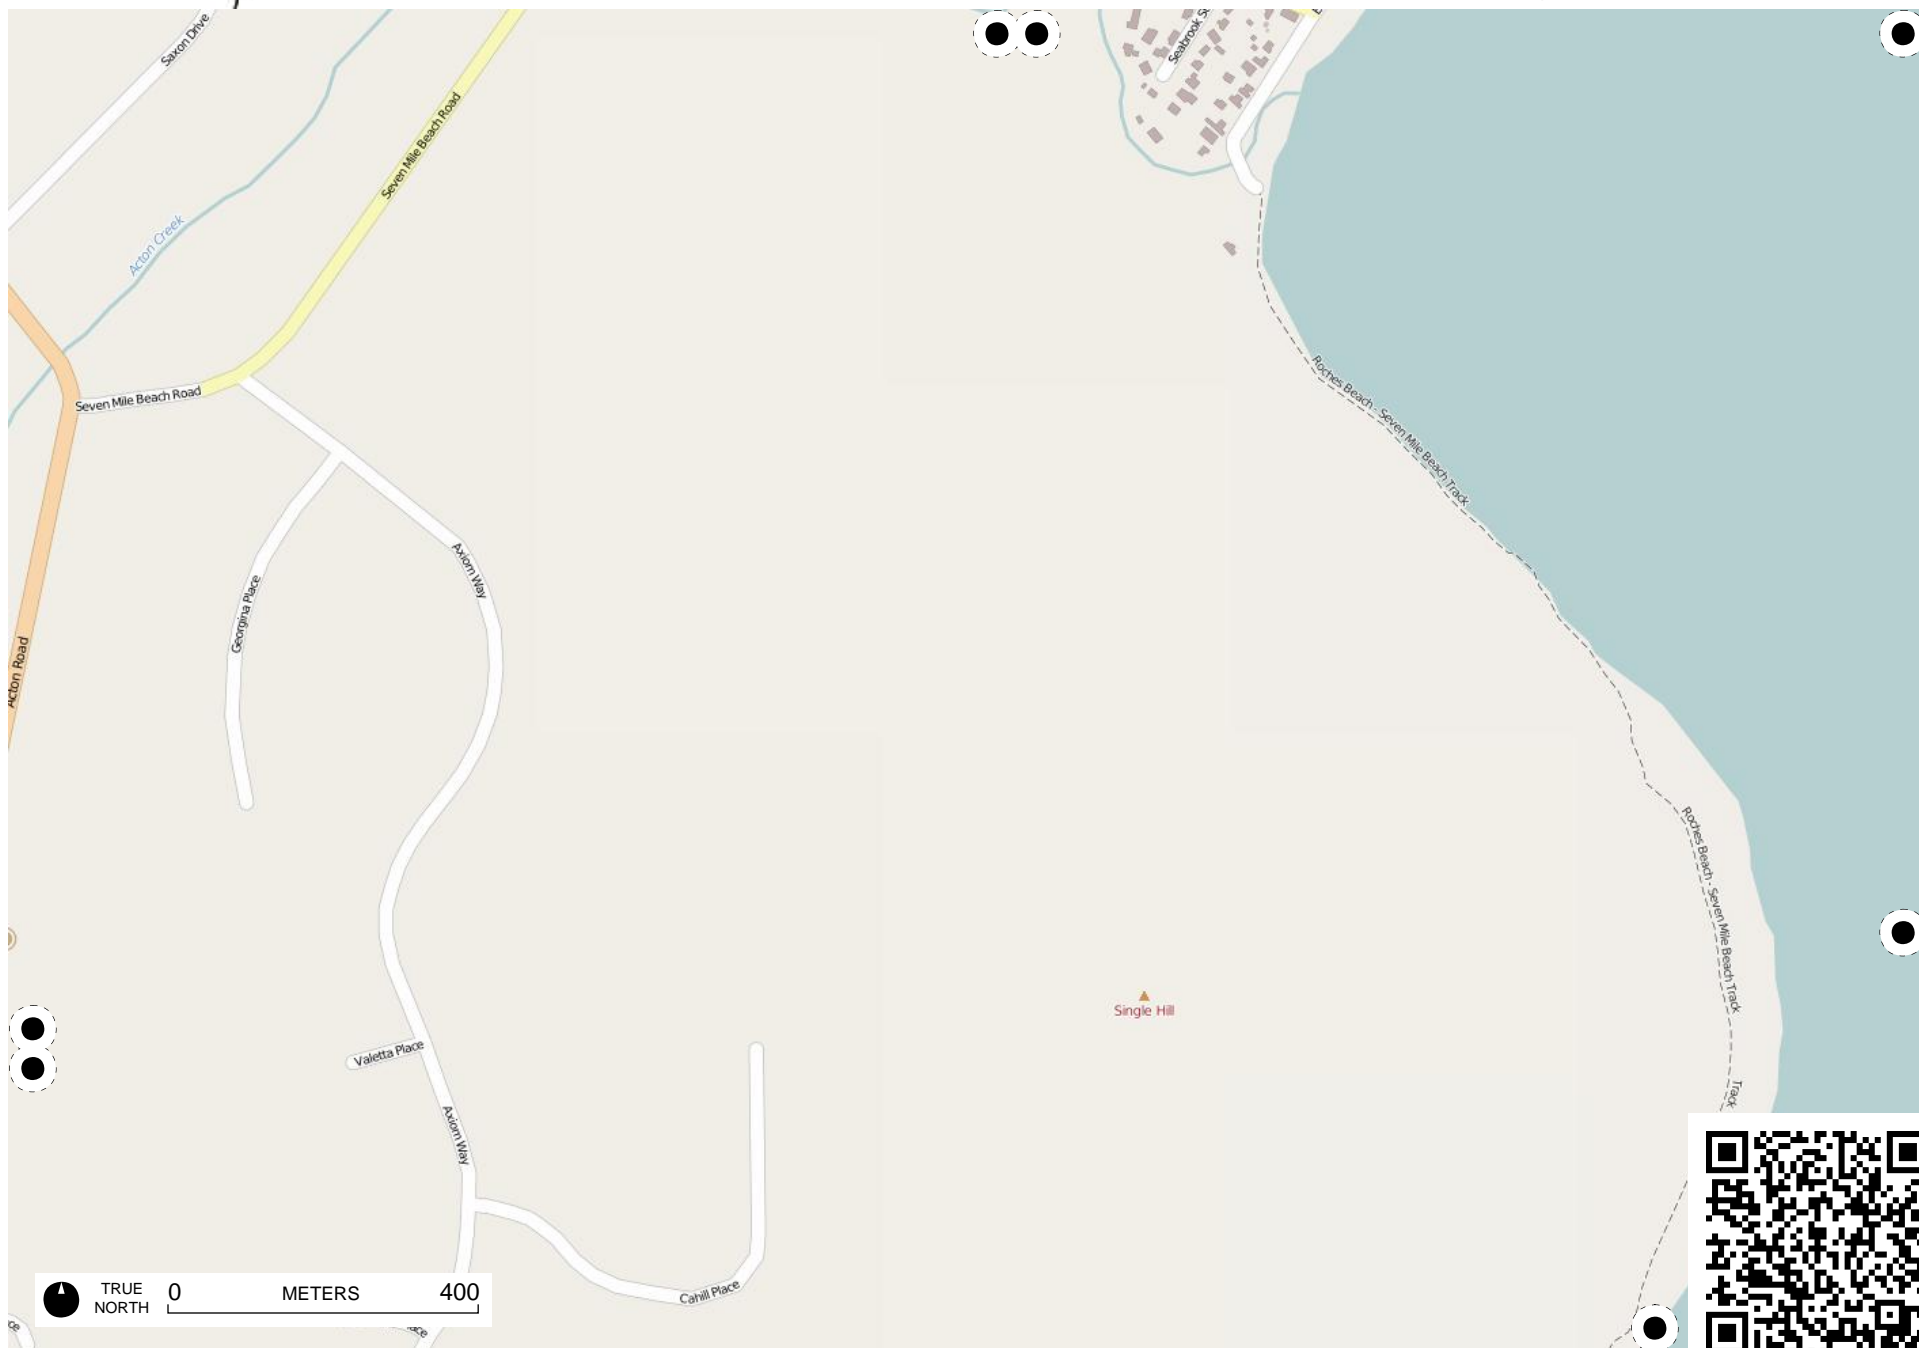 Saxon Drive
Seven Mile Beach Road
Acton Creek
Seven Mile Beach Road
Roches Beach - Seven Mile Beach Track
Axiom Way
Georgina Place
Acton Road
Roches Beach - Seven Mile Beach Track
Single Hill
Valetta Place
Track
Axiom Way
Cahill Place
TRUE NORTH
0 METERS 400